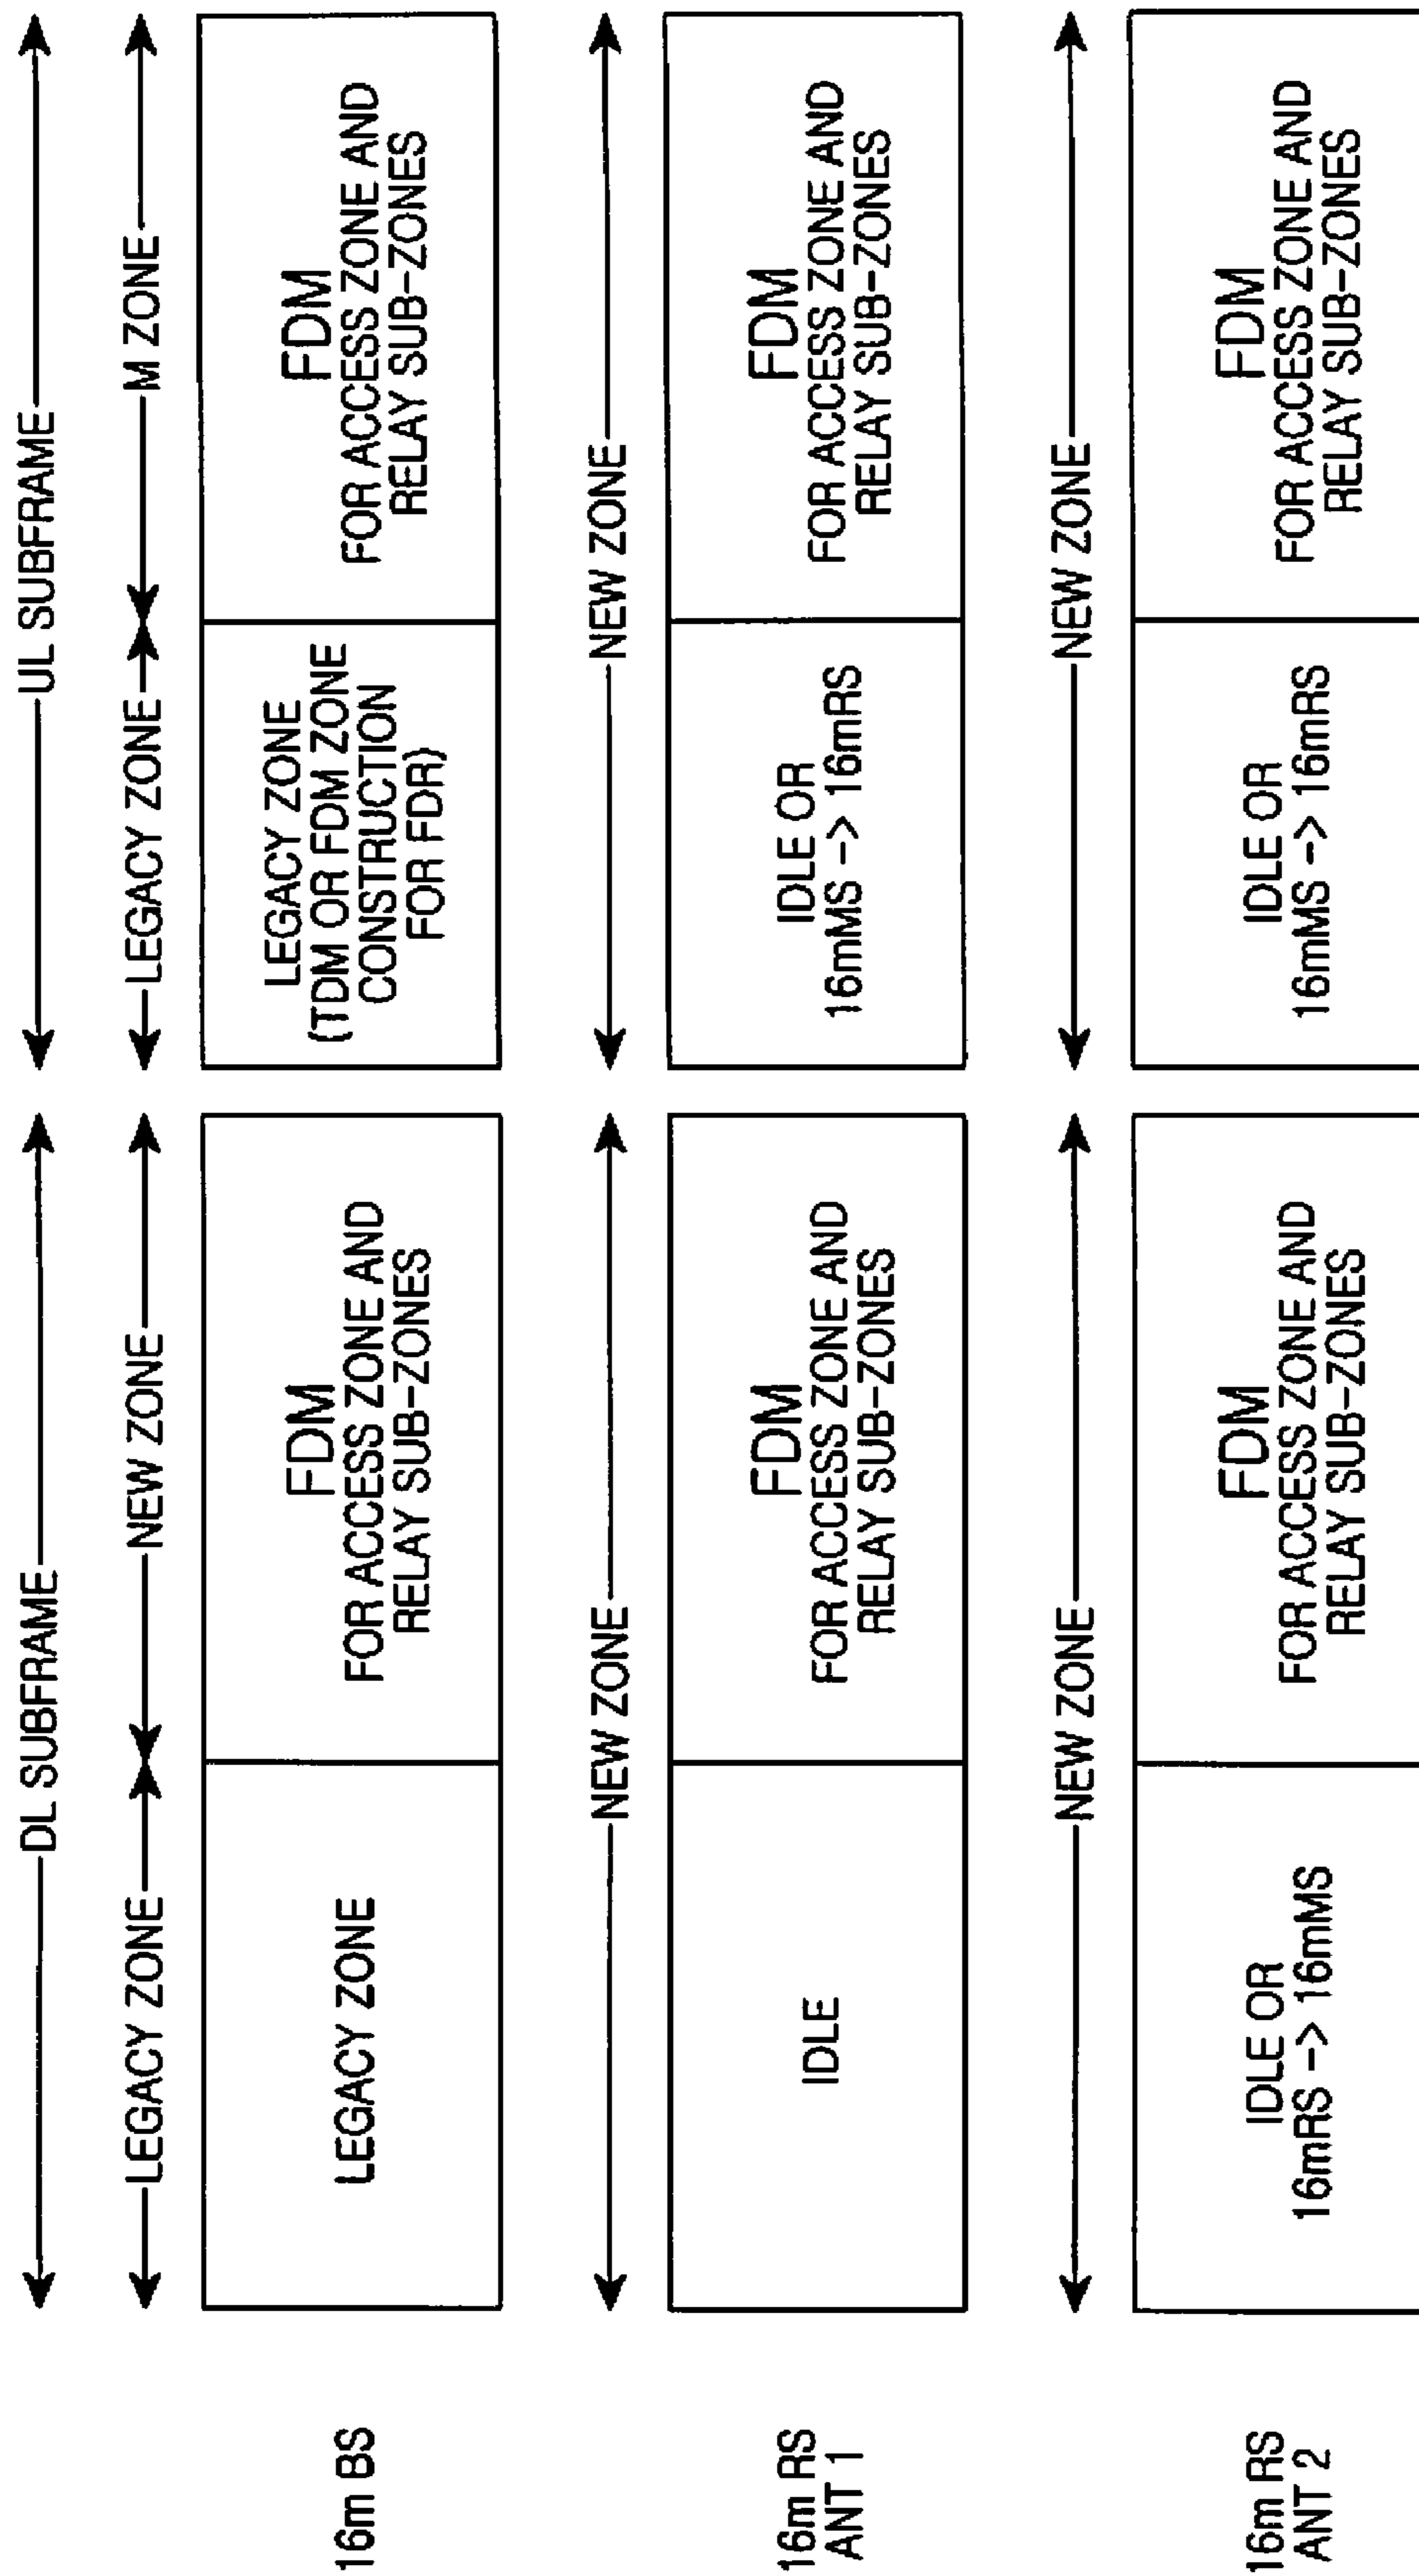 DL SUBFRAME
UL SUBFRAME
LEGACY ZONE
NEW ZONE
LEGACY ZONE
M ZONE
16m BS
LEGACY ZONE
FDM
FOR ACCESS ZONE AND
RELAY SUB-ZONES
LEGACY ZONE
(TDM OR FDM ZONE
CONSTRUCTION
FOR FDR)
FDM
FOR ACCESS ZONE AND
RELAY SUB-ZONES
NEW ZONE
NEW ZONE
16m RS
ANT 1
IDLE
FDM
FOR ACCESS ZONE AND
RELAY SUB-ZONES
IDLE OR
16mMS -> 16mRS
FDM
FOR ACCESS ZONE AND
RELAY SUB-ZONES
NEW ZONE
NEW ZONE
16m RS
ANT 2
IDLE OR
16mRS -> 16mMS
FDM
FOR ACCESS ZONE AND
RELAY SUB-ZONES
IDLE OR
16mMS -> 16mRS
FDM
FOR ACCESS ZONE AND
RELAY SUB-ZONES